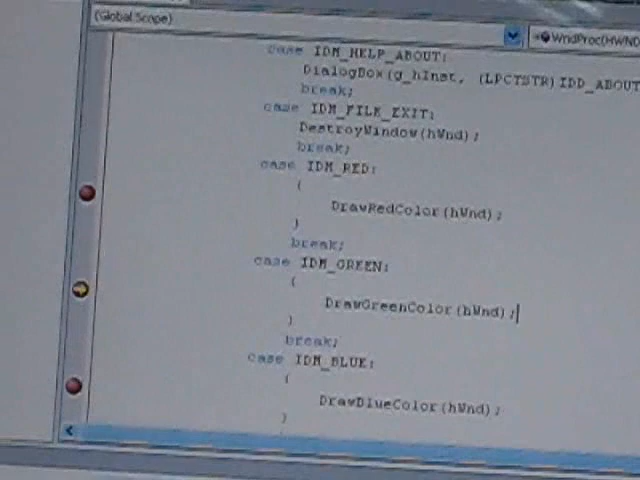 (Global Scope)
WndProc(HWND
case IDM_HELP_ABOUT:
DialogBox(g_hInst, (LPCTSTR)IDD_ABOUT
break;
case IDM_FILE_EXIT:
DestroyWindow(hWnd);
break;
case IDM_RED:
{
DrawRedColor(hWnd);
}
break;
case IDM_GREEN:
{
DrawGreenColor(hWnd);
}
break;
case IDM_BLUE:
{
DrawBlueColor(hWnd);
}